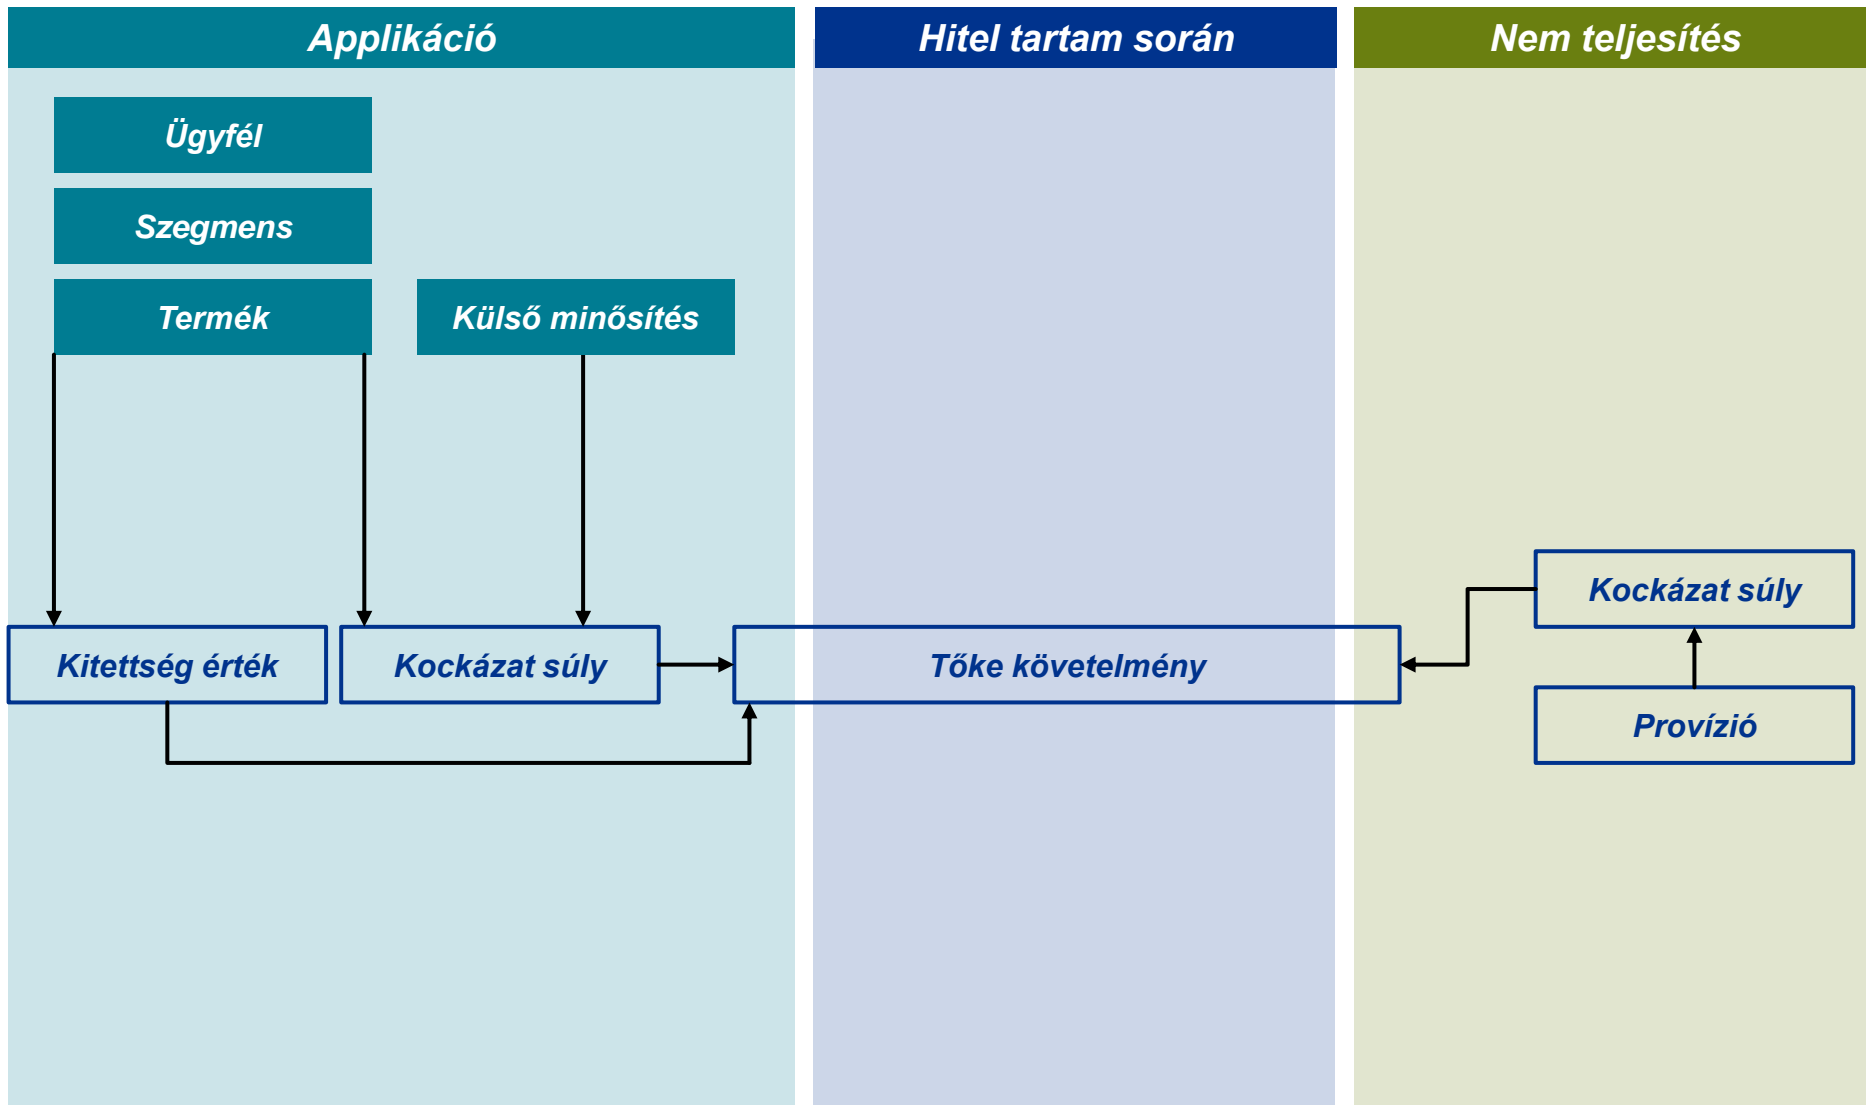 Applikáció
Hitel tartam során
Nem teljesítés
Ügyfél
Szegmens
Termék
Külső minősítés
Kockázat súly
Kitettség érték
Kockázat súly
Tőke követelmény
Provízió